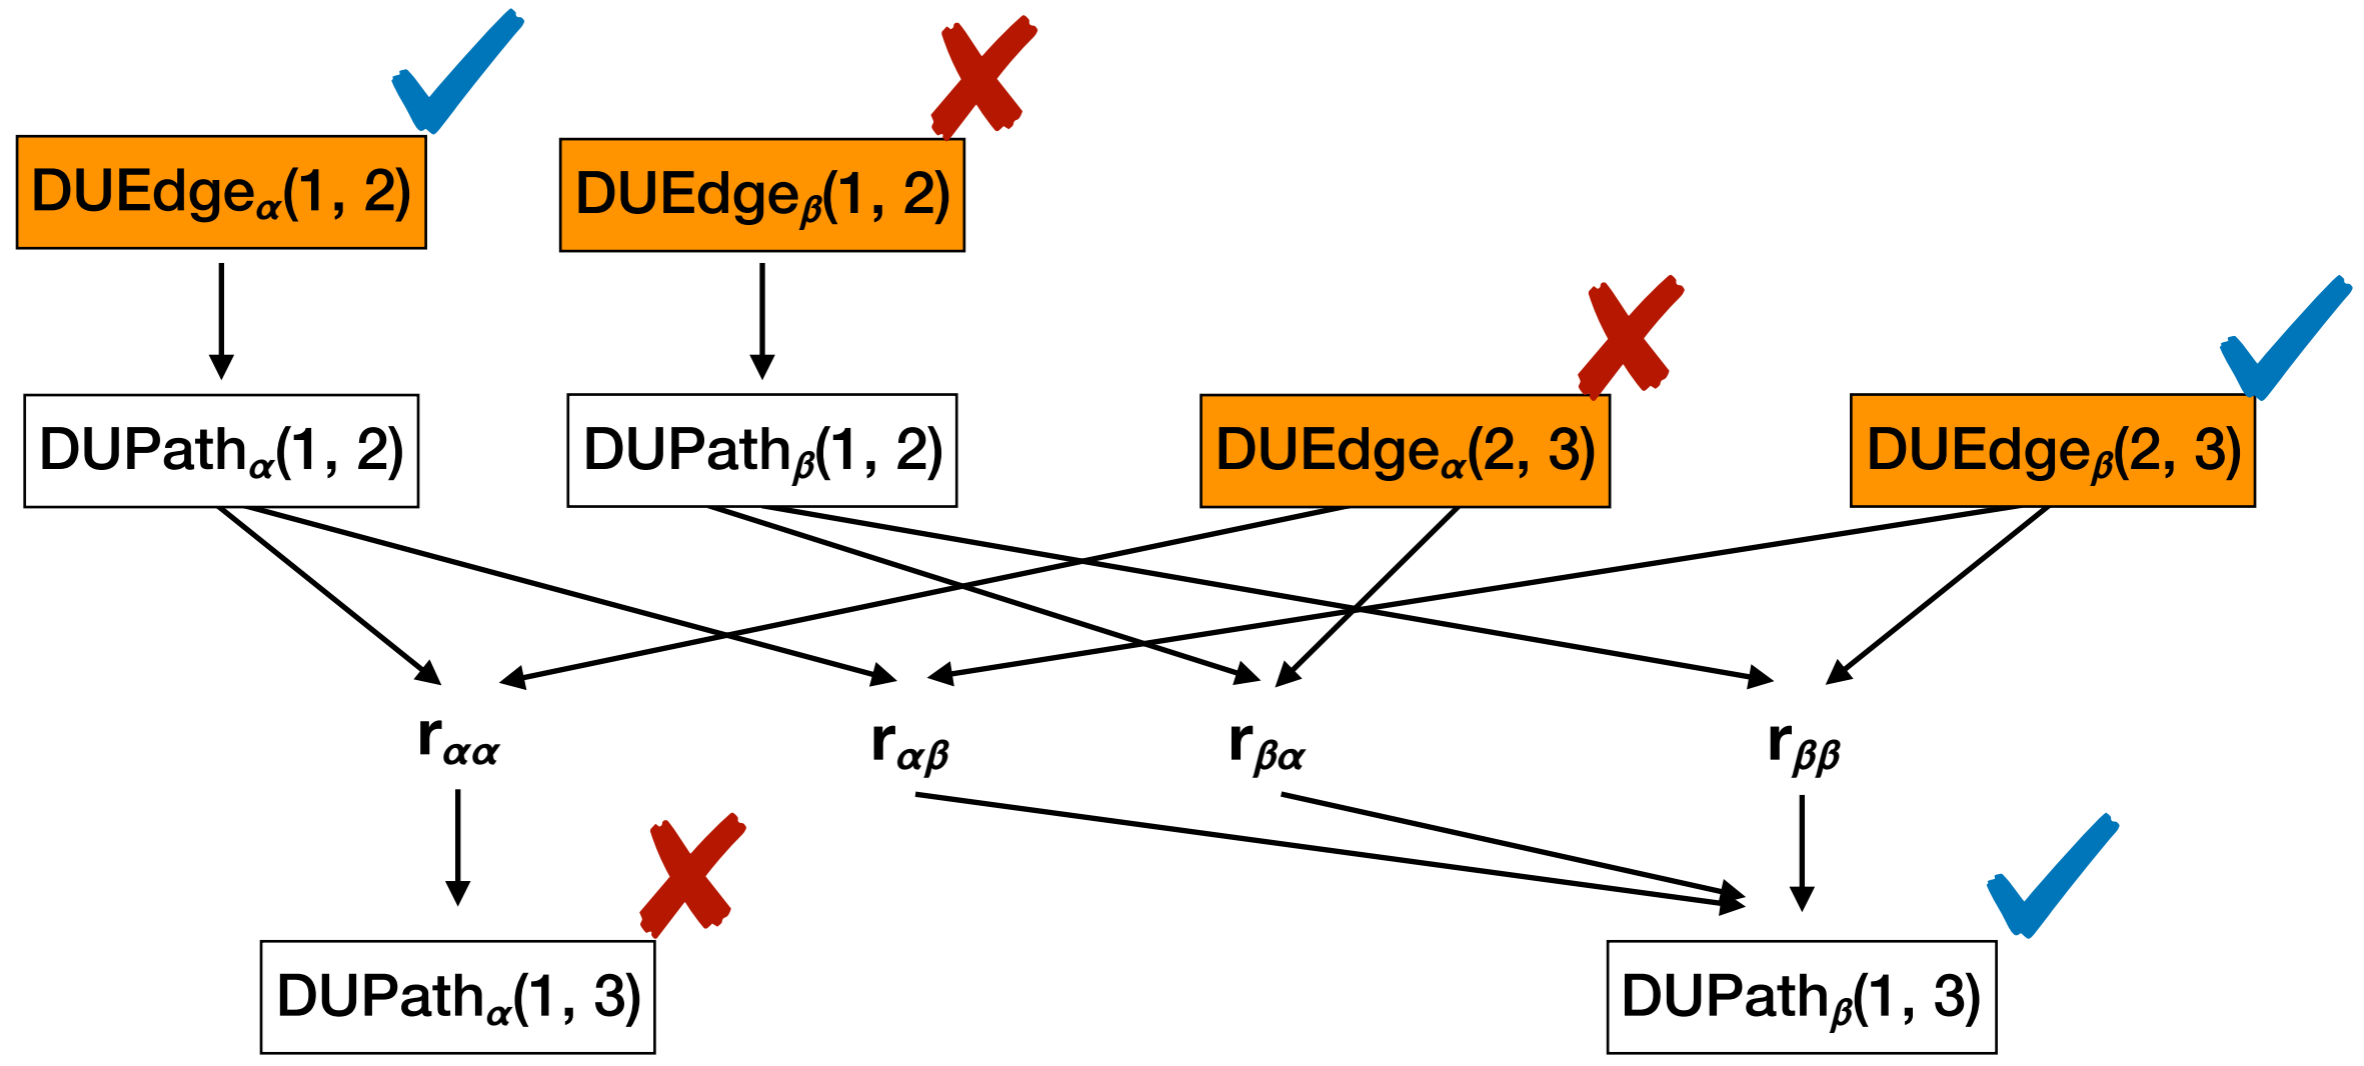 DUEdgeα(1, 2)
DUEdgeβ(1, 2)
DUPathα(1, 2)
DUPathβ(1, 2)
DUEdgeα(2, 3)
DUEdgeβ(2, 3)
rαα
rαβ
rβα
rββ
DUPathα(1, 3)
DUPathβ(1, 3)